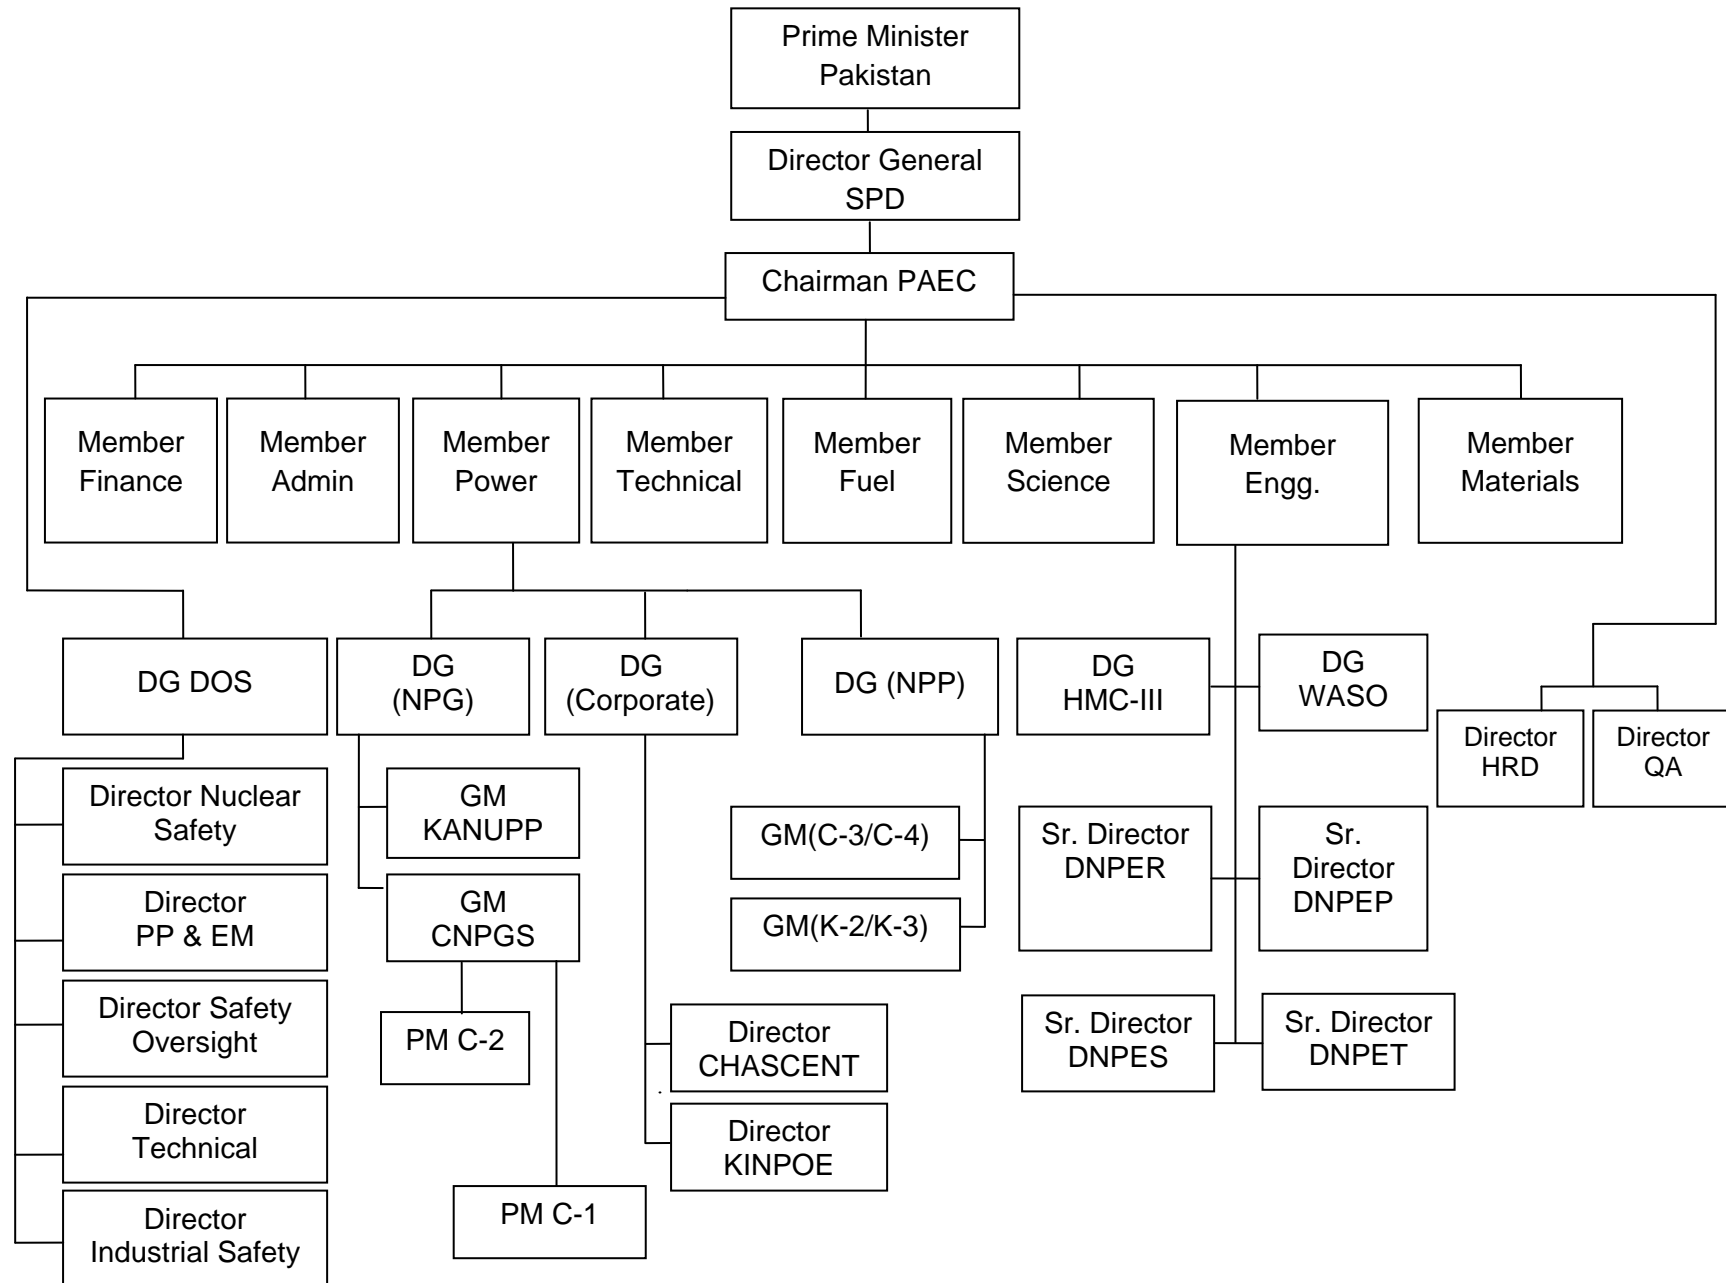 Prime Minister
Pakistan
Director General
SPD
Chairman PAEC
Member
Finance
Member
Admin
Member
Power
Member
Technical
Member
Fuel
Member
Science
Member
Engg.
Member
Materials
DG DOS
DG
(NPG)
DG
(Corporate)
DG (NPP)
DG
HMC-III
DG
WASO
Director
HRD
Director
QA
Director Nuclear
Safety
Director
PP & EM
Director Safety
Oversight
Director
Technical
Director
Industrial Safety
GM
KANUPP
GM
CNPGS
PM C-2
PM C-1
Director
CHASCENT
Director
KINPOE
GM(C-3/C-4)
GM(K-2/K-3)
Sr. Director
DNPER
Sr.
Director
DNPEP
Sr. Director
DNPES
Sr. Director
DNPET